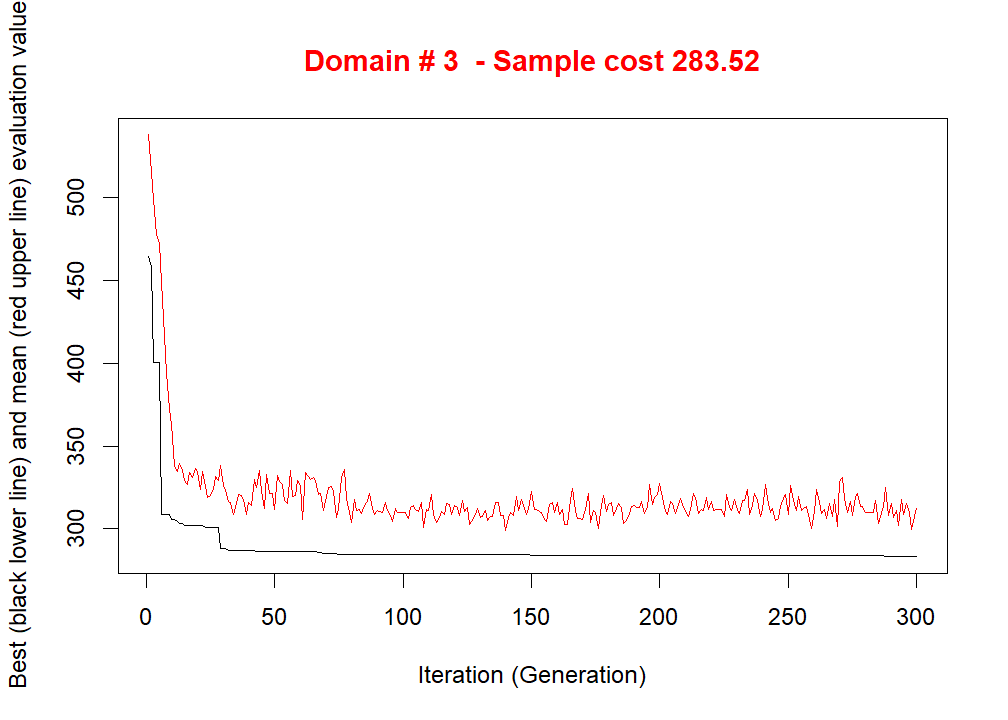 Domain # 3  - Sample cost 283.52
Best (black lower line) and mean (red upper line) evaluation value
500
450
400
350
300
0 50 100 150 200 250 300
Iteration (Generation)